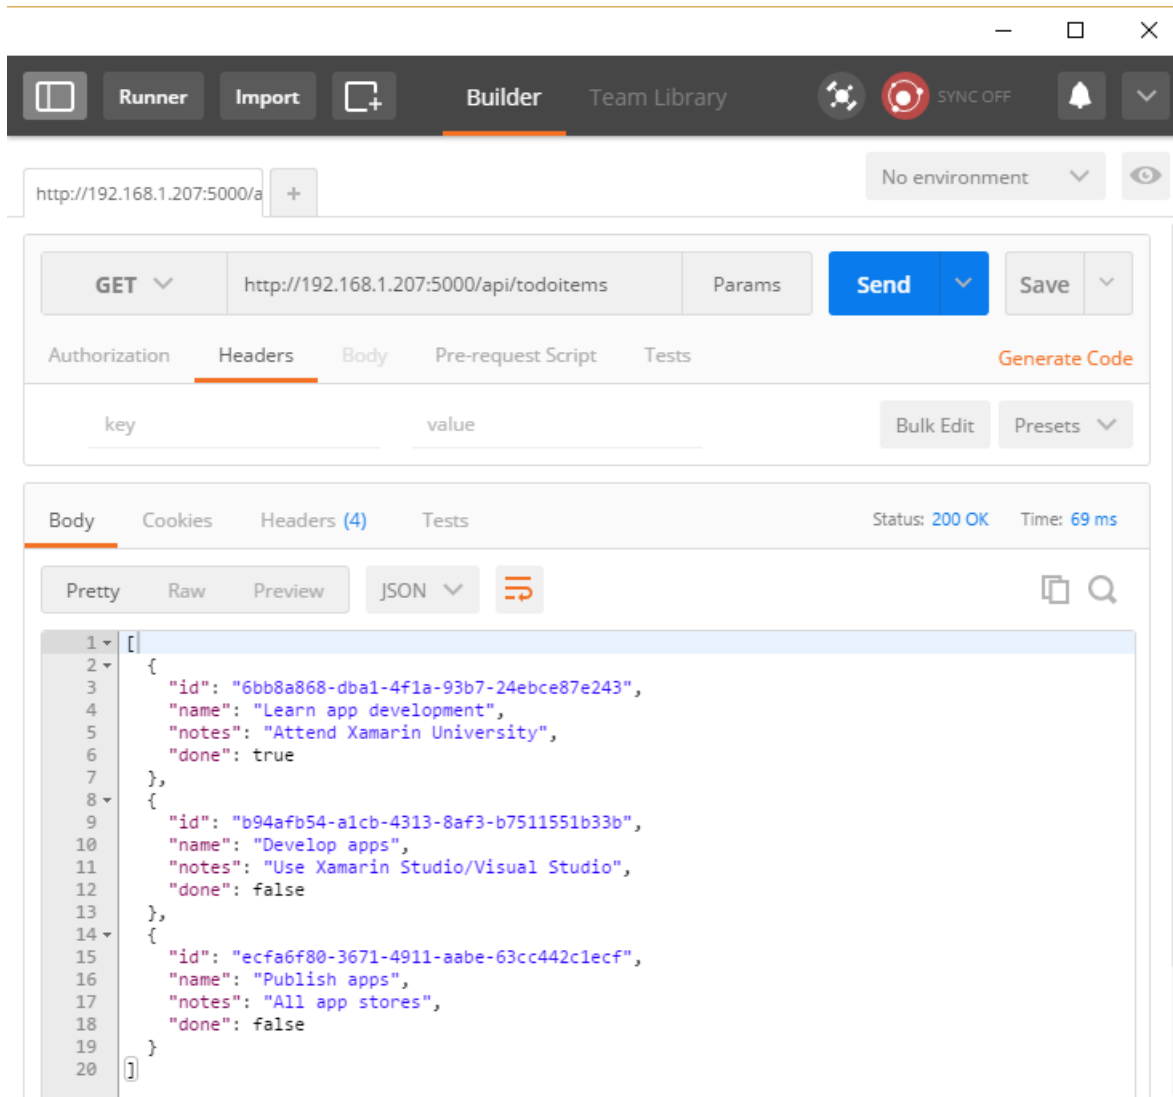 Runner Import Builder Team Library SYNC OFF
http://192.168.1.207:5000/a + No environment
GET http://192.168.1.207:5000/api/todoitems Params Send Save
Authorization Headers Body Pre-request Script Tests Generate Code
key value Bulk Edit Presets
Body Cookies Headers (4) Tests Status: 200 OK Time: 69 ms
Pretty Raw Preview JSON
1 [
2 {
3 "id": "6bb8a868-dba1-4f1a-93b7-24ebce87e243",
4 "name": "Learn app development",
5 "notes": "Attend Xamarin University",
6 "done": true
7 },
8 {
9 "id": "b94afb54-a1cb-4313-8af3-b7511551b33b",
10 "name": "Develop apps",
11 "notes": "Use Xamarin Studio/Visual Studio",
12 "done": false
13 },
14 {
15 "id": "ecfa6f80-3671-4911-aabe-63cc442c1ecf",
16 "name": "Publish apps",
17 "notes": "All app stores",
18 "done": false
19 }
20 ]